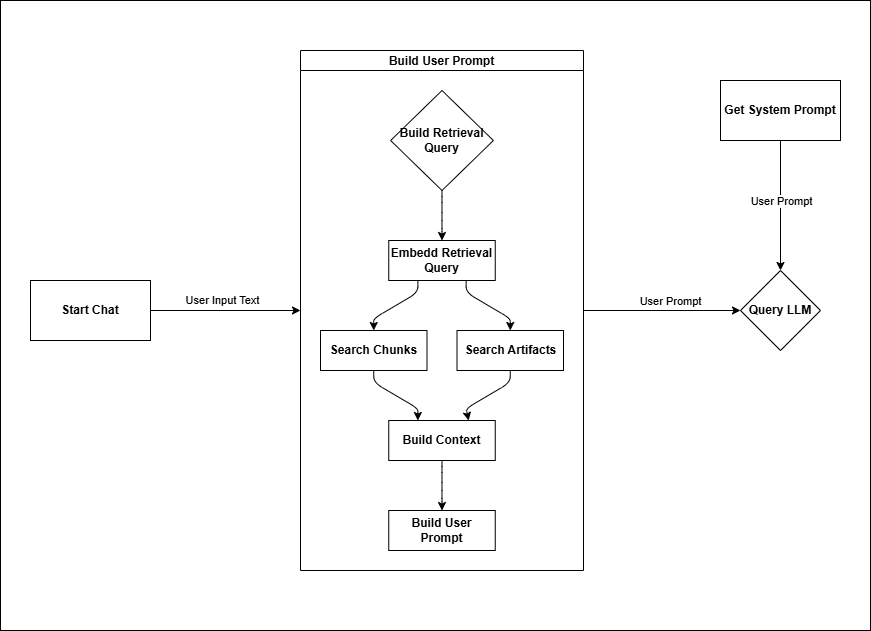 Build User Prompt
Build Retrieval
Query
Get System Prompt
User Prompt
Embedd Retrieval
Query
Start Chat
User Input Text
User Prompt
Query LLM
Search Chunks
Search Artifacts
Build Context
Build User
Prompt